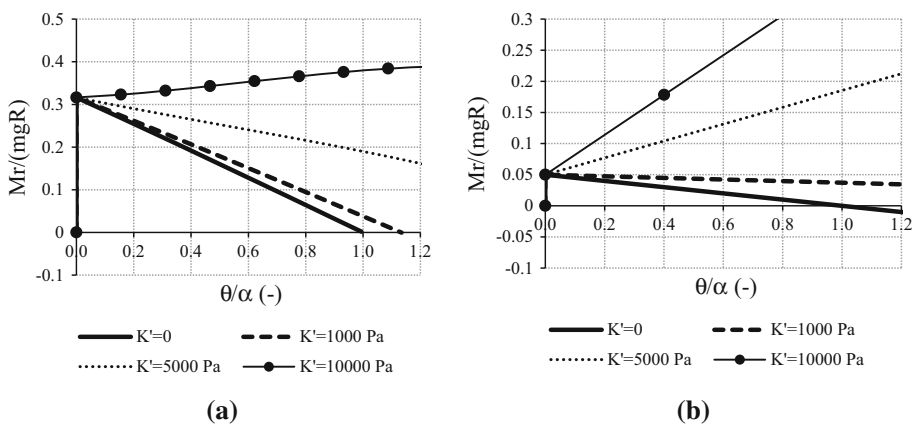 0.5
0.4
0.3
0.2
0.1
0
-0.1
Mr/(mgR)
0.0 0.2 0.4 0.6 0.8 1.0 1.2
θ/α (-)
K'=0 K'=1000 Pa
K'=5000 Pa K'=10000 Pa
(a)
0.3
0.25
0.2
0.15
0.1
0.05
0
-0.05
-0.1
Mr/(mgR)
0.0 0.2 0.4 0.6 0.8 1.0 1.2
θ/α (-)
K'=0 K'=1000 Pa
K'=5000 Pa K'=10000 Pa
(b)